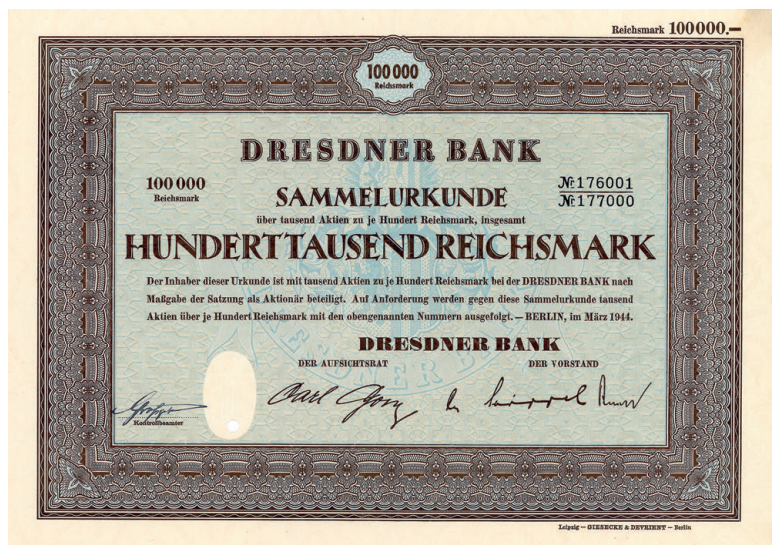 Reichsmark 100000.—
100000
Reichsmark
DRESDNER BANK
100 000
Reichsmark
SAMMELURKUNDE
№ 176001
№ 177000
über tausend Aktien zu je Hundert Reichsmark, insgesamt
HUNDERTTAUSEND REICHSMARK
Der Inhaber dieser Urkunde ist mit tausend Aktien zu je Hundert Reichsmark bei der DRESDNER BANK nach
Maßgabe der Satzung als Aktionär beteiligt. Auf Anforderung werden gegen diese Sammelurkunde tausend
Aktien über je Hundert Reichsmark mit den obengenannten Nummern ausgefolgt. — BERLIN, im März 1944.
DRESDNER BANK
DER AUFSICHTSRAT
DER VORSTAND
Carl Goetz
Kontrollbeamter
Leipzig — GIESECKE & DEVRIENT — Berlin